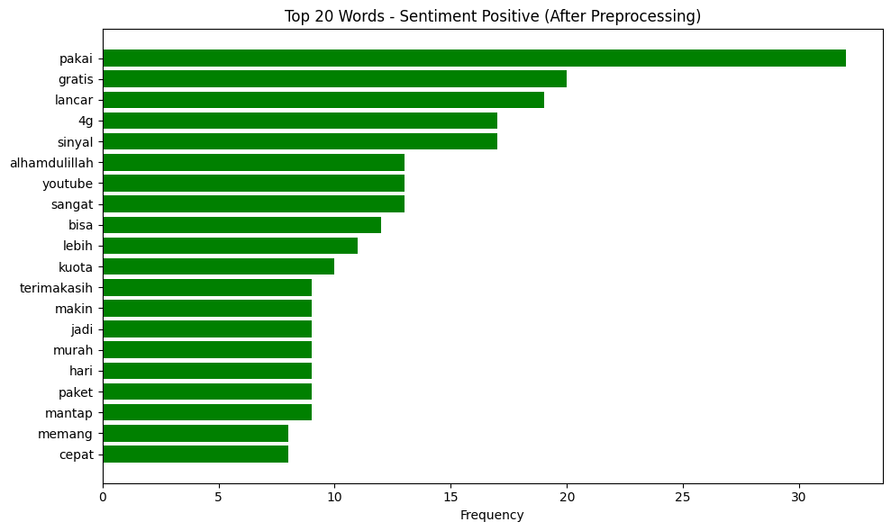 Top 20 Words - Sentiment Positive (After Preprocessing)
pakai
gratis
lancar
4g
sinyal
alhamdulillah
youtube
sangat
bisa
lebih
kuota
terimakasih
makin
jadi
murah
hari
paket
mantap
memang
cepat
0 5 10 15 20 25 30
Frequency